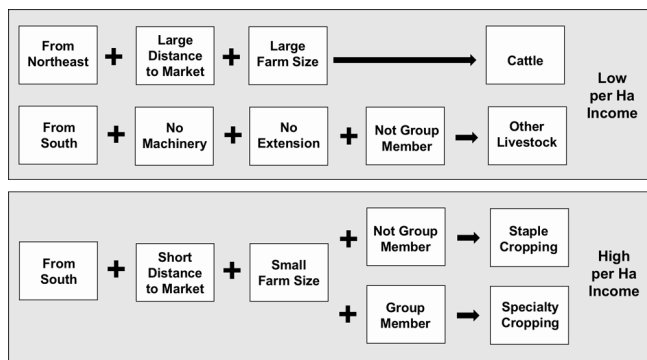 From
Northeast
+
Large
Distance
to Market
+
Large
Farm Size
Cattle
From
South
+
No
Machinery
+
No
Extension
+
Not Group
Member
Other
Livestock
Low
per Ha
Income
From
South
+
Short
Distance
to Market
+
Small
Farm Size
+
Not Group
Member
Staple
Cropping
+
Group
Member
Specialty
Cropping
High
per Ha
Income